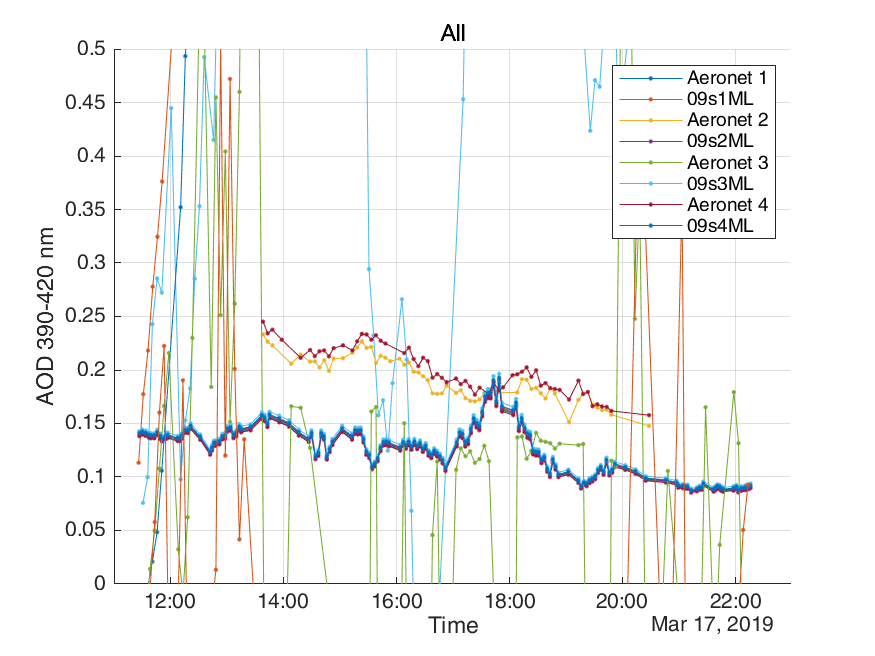 All
0.5
0.45
0.4
0.35
0.3
0.25
0.2
0.15
0.1
0.05
0
AOD 390-420 nm
Aeronet 1
09s1ML
Aeronet 2
09s2ML
Aeronet 3
09s3ML
Aeronet 4
09s4ML
12:00 14:00 16:00 18:00 20:00 22:00
Time
Mar 17, 2019